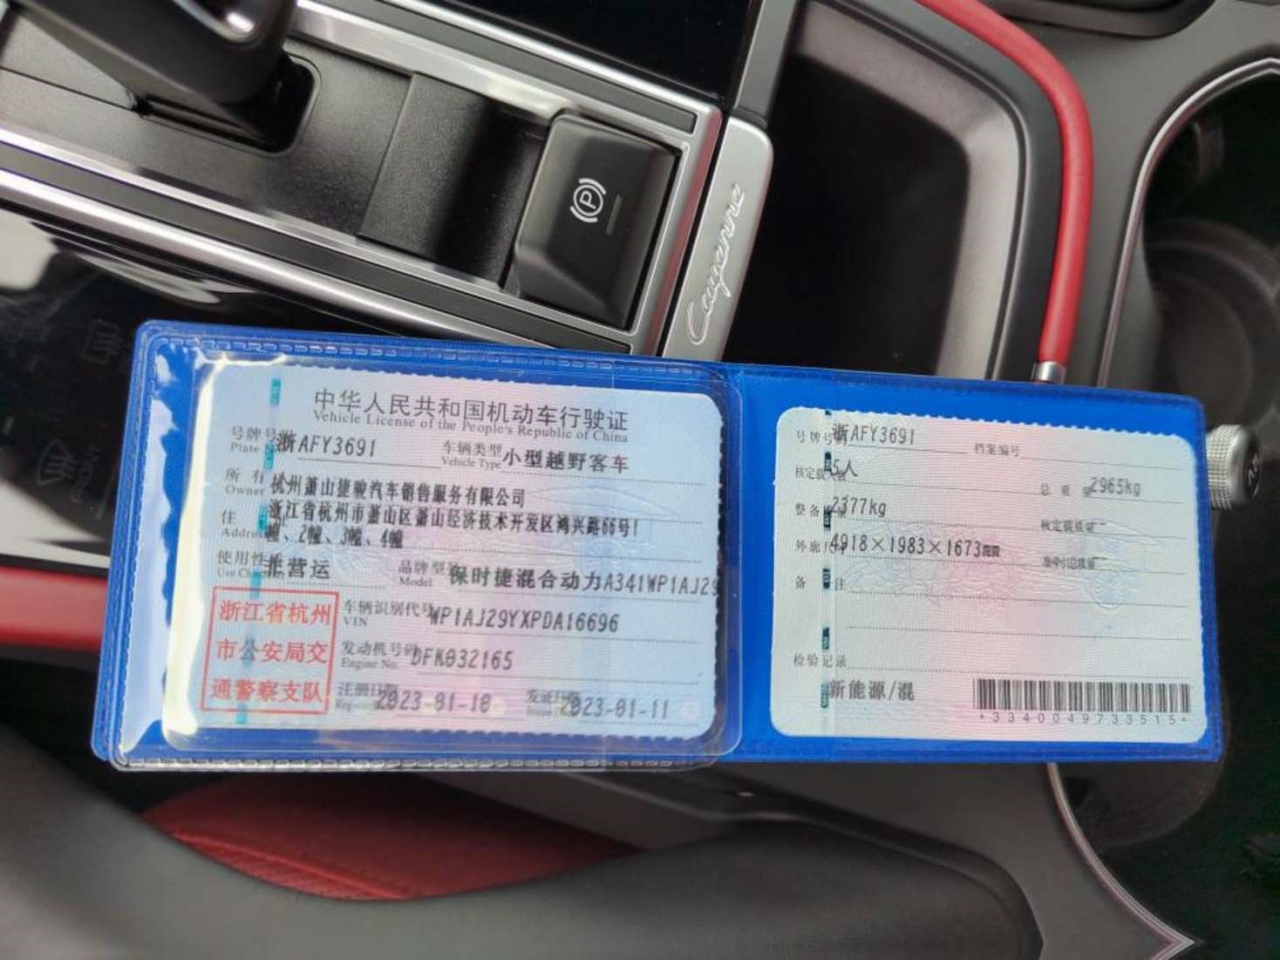 Cayenne
中华人民共和国机动车行驶证
Vehicle License of the People's Republic of China
号牌号码 浙AFY3691 车辆类型 小型越野客车
Plate No. Vehicle Type
所有人 杭州萧山捷骏汽车销售服务有限公司
Owner
住址 浙江省杭州市萧山区萧山经济技术开发区鸿兴路66号1
Address 幢、2幢、3幢、4幢
使用性质 非营运 品牌型号 保时捷混合动力A341WP1AJ29
Use Character Model
浙江省杭州
市公安局交
通警察支队
车辆识别代号 WP1AJ29YXPDA16696
VIN
发动机号码 DFK032165
Engine No.
注册日期 2023-01-10 发证日期 2023-01-11
号牌号码 浙AFY3691 档案编号
核定载人数 5人 总质量 2965kg
整备质量 2377kg 核定载质量
外廓尺寸 4918×1983×1673mm 准牵引总质量
备注
检验记录
新能源/混
*3340049733515*